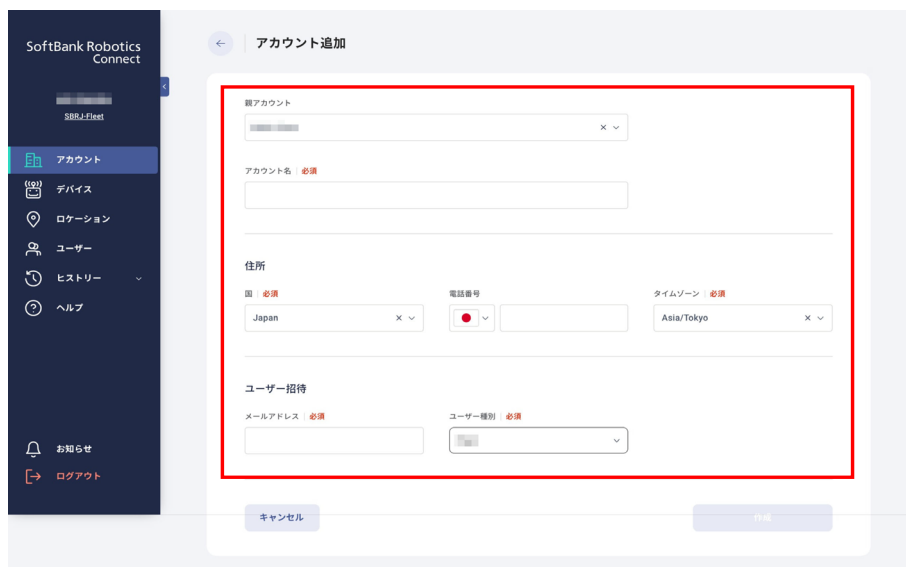 SoftBank Robotics
Connect
SBRJ-Fleet
アカウント
デバイス
ロケーション
ユーザー
ヒストリー
ヘルプ
お知らせ
ログアウト
アカウント追加
親アカウント
アカウント名 必須
住所
国 必須 電話番号 タイムゾーン 必須
Japan Asia/Tokyo
ユーザー招待
メールアドレス 必須 ユーザー種別 必須
キャンセル 作成